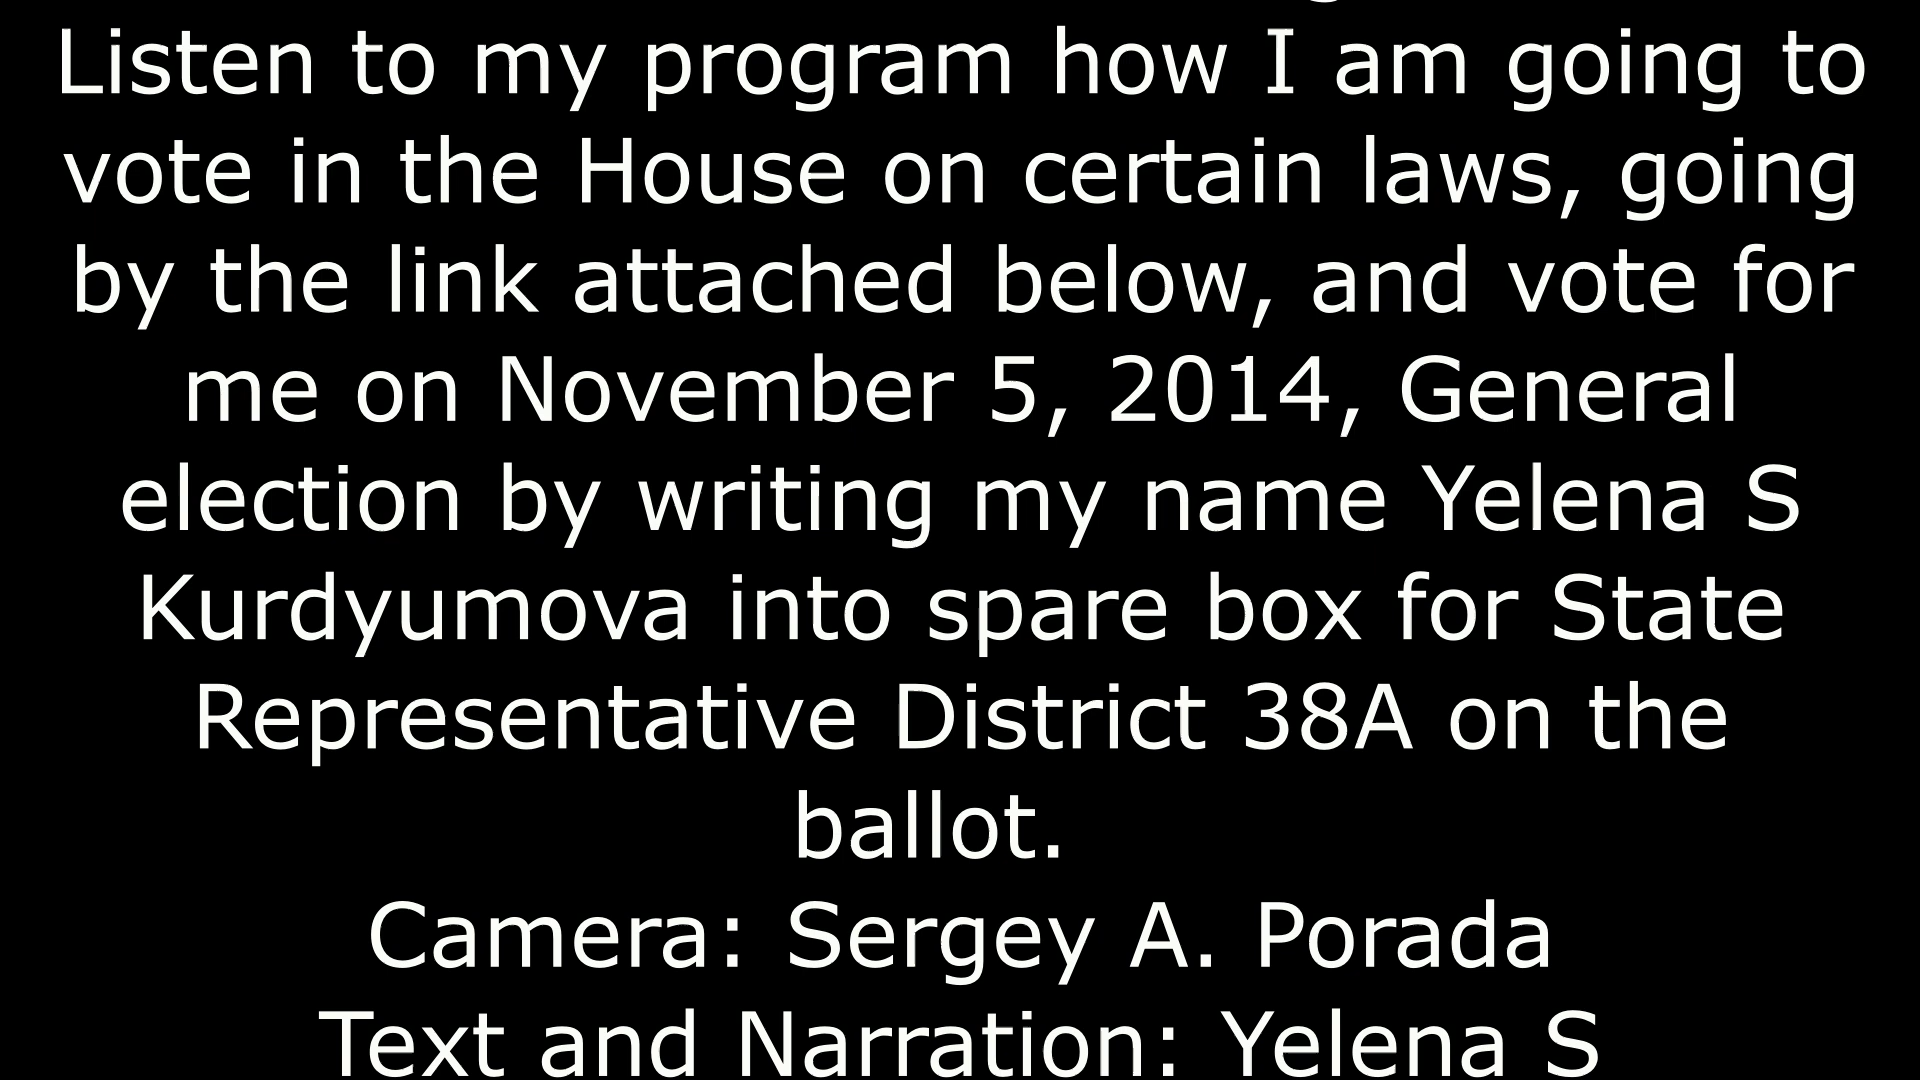 Listen to my program how I am going to
vote in the House on certain laws, going
by the link attached below, and vote for
me on November 5, 2014, General
election by writing my name Yelena S
Kurdyumova into spare box for State
Representative District 38A on the
ballot.
Camera: Sergey A. Porada
Text and Narration: Yelena S